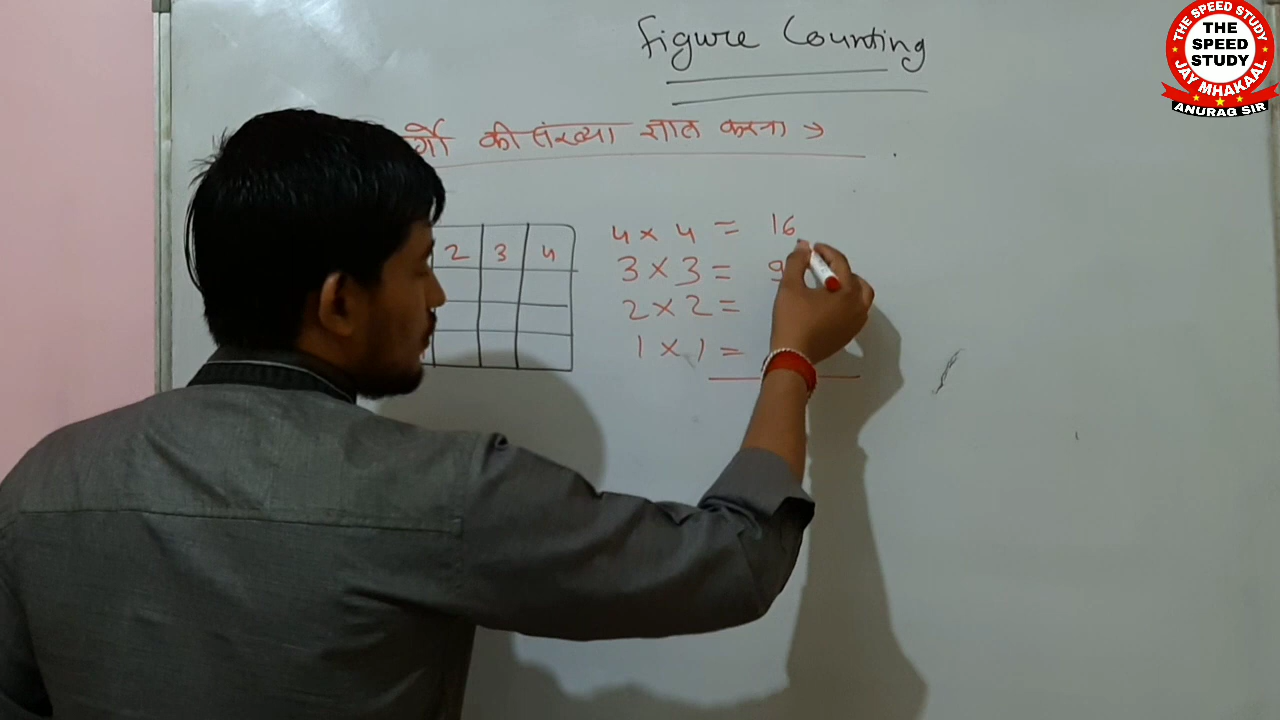 Figure Counting
THE SPEED STUDY
THE
SPEED
STUDY
JAY MHAKAAL
ANURAG SIR
की संख्या ज्ञात करना →
2 3 4
4 × 4 = 16
3 × 3 = 9
2 × 2 =
1 × 1 =